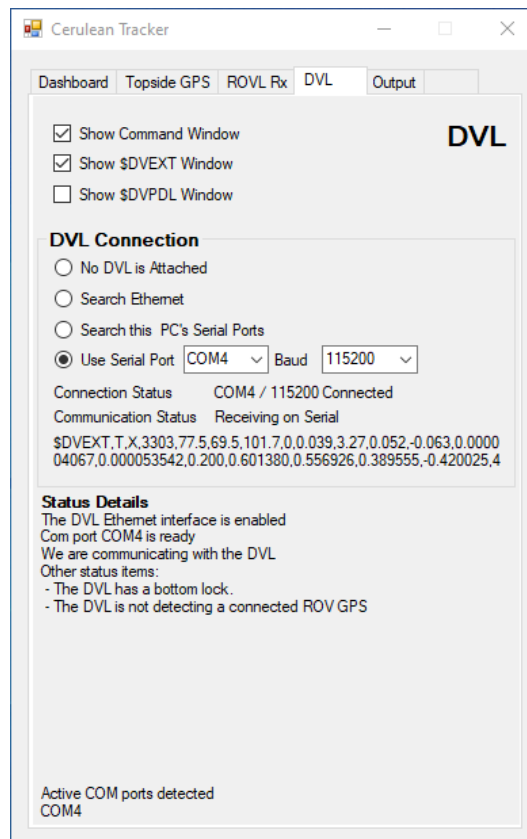 Cerulean Tracker
Dashboard Topside GPS ROVL Rx DVL Output
Show Command Window
DVL
Show $DVEXT Window
Show $DVPDL Window
DVL Connection
No DVL is Attached
Search Ethernet
Search this PC's Serial Ports
Use Serial Port COM4 Baud 115200
Connection Status COM4 / 115200 Connected
Communication Status Receiving on Serial
$DVEXT,T,X,3303,77.5,69.5,101.7,0,0.039,3.27,0.052,-0.063,0.0000
04067,0.000053542,0.200,0.601380,0.556926,0.389555,-0.420025,4
Status Details
The DVL Ethernet interface is enabled
Com port COM4 is ready
We are communicating with the DVL
Other status items:
- The DVL has a bottom lock.
- The DVL is not detecting a connected ROV GPS
Active COM ports detected
COM4